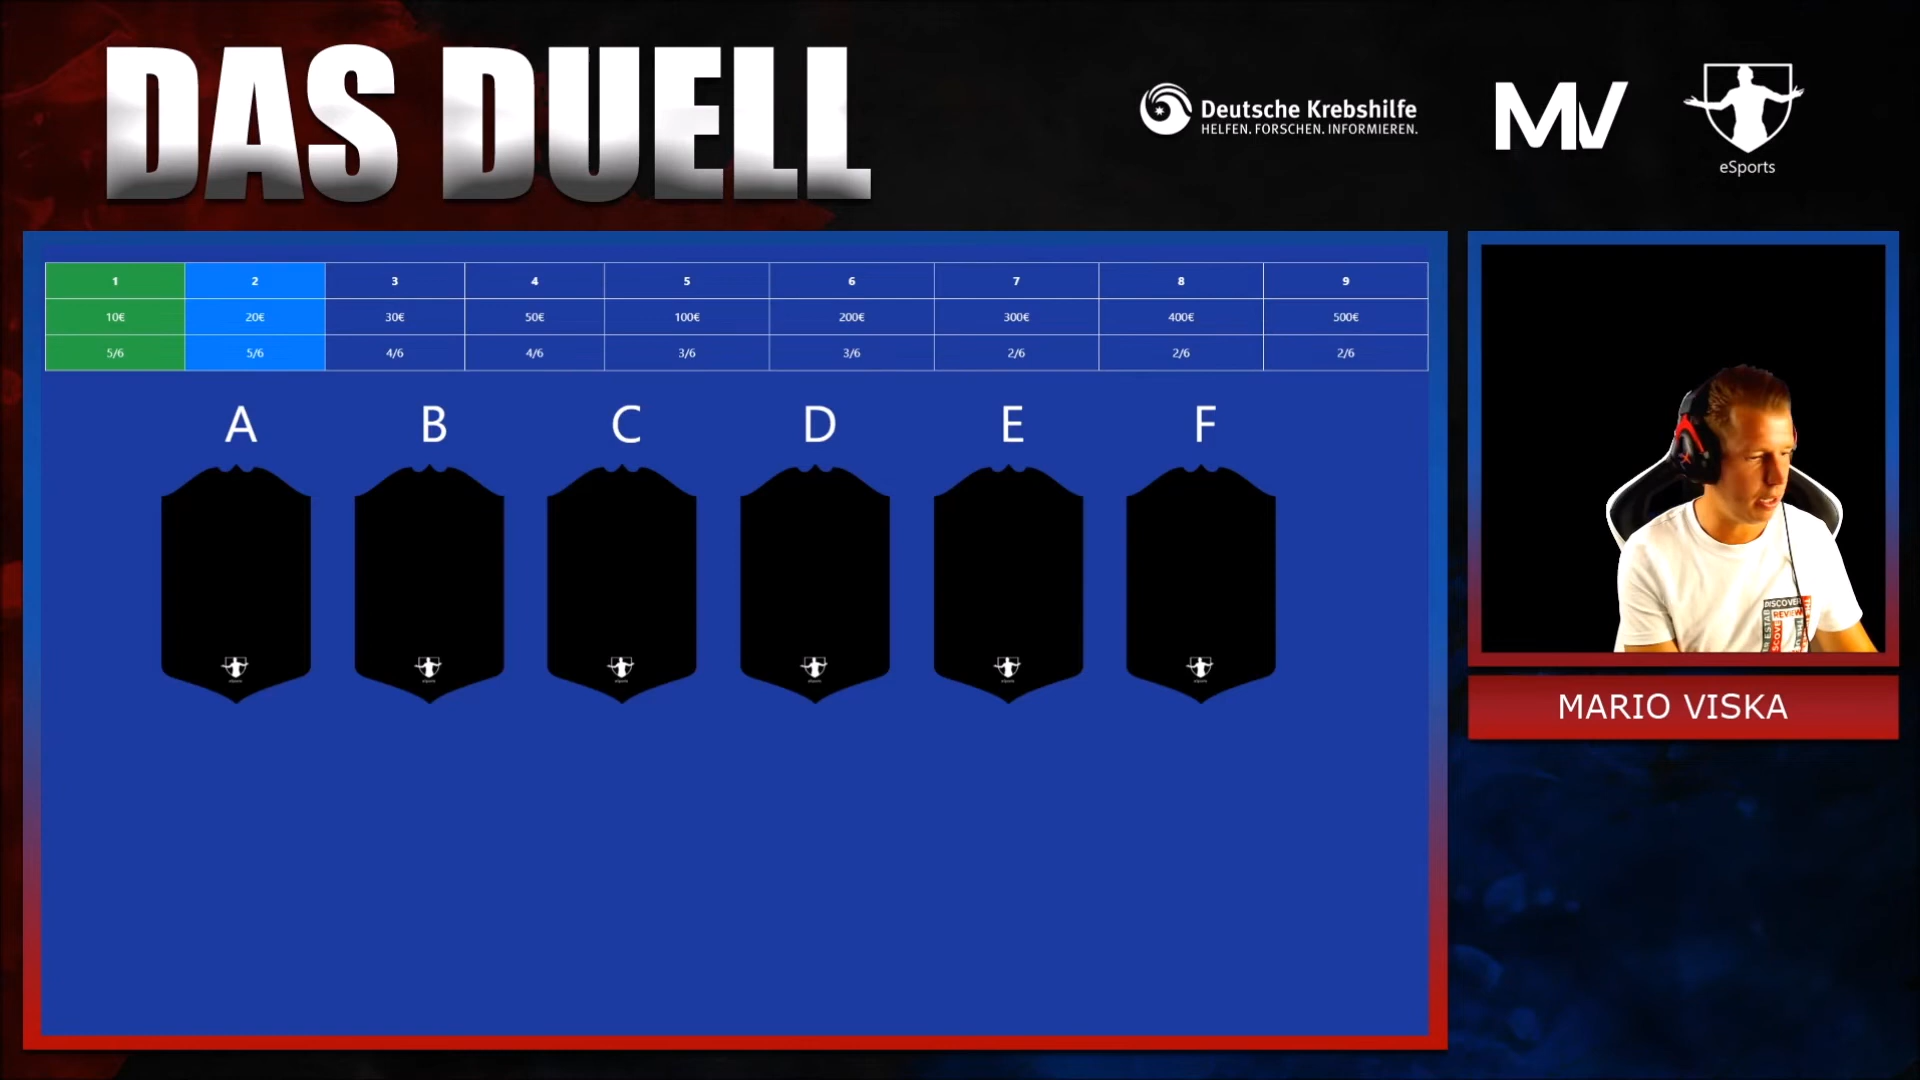 DAS DUELL
Deutsche Krebshilfe
HELFEN. FORSCHEN. INFORMIEREN.
MV
eSports
1 2 3 4 5 6 7 8 9
10€ 20€ 30€ 50€ 100€ 200€ 300€ 400€ 500€
5/6 5/6 4/6 4/6 3/6 3/6 2/6 2/6 2/6
A B C D E F
DISCOVER
REVIEW
MARIO VISKA